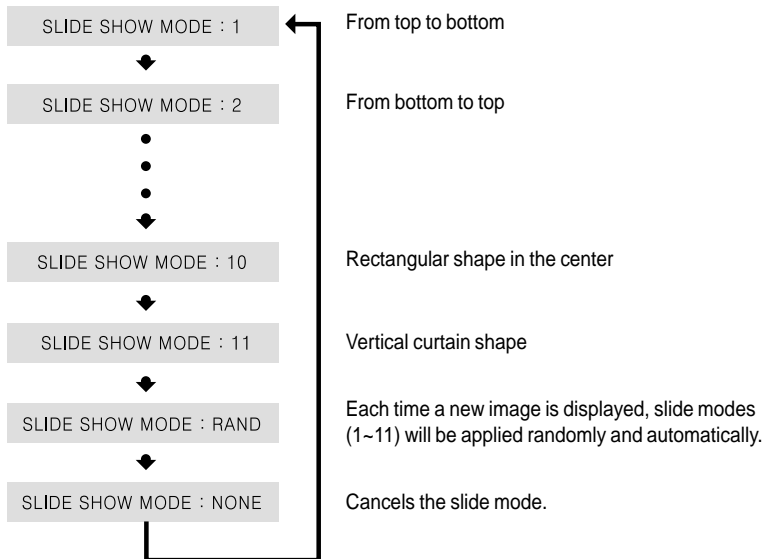 SLIDE SHOW MODE : 1
From top to bottom
SLIDE SHOW MODE : 2
From bottom to top
SLIDE SHOW MODE : 10
Rectangular shape in the center
SLIDE SHOW MODE : 11
Vertical curtain shape
SLIDE SHOW MODE : RAND
Each time a new image is displayed, slide modes
(1~11) will be applied randomly and automatically.
SLIDE SHOW MODE : NONE
Cancels the slide mode.